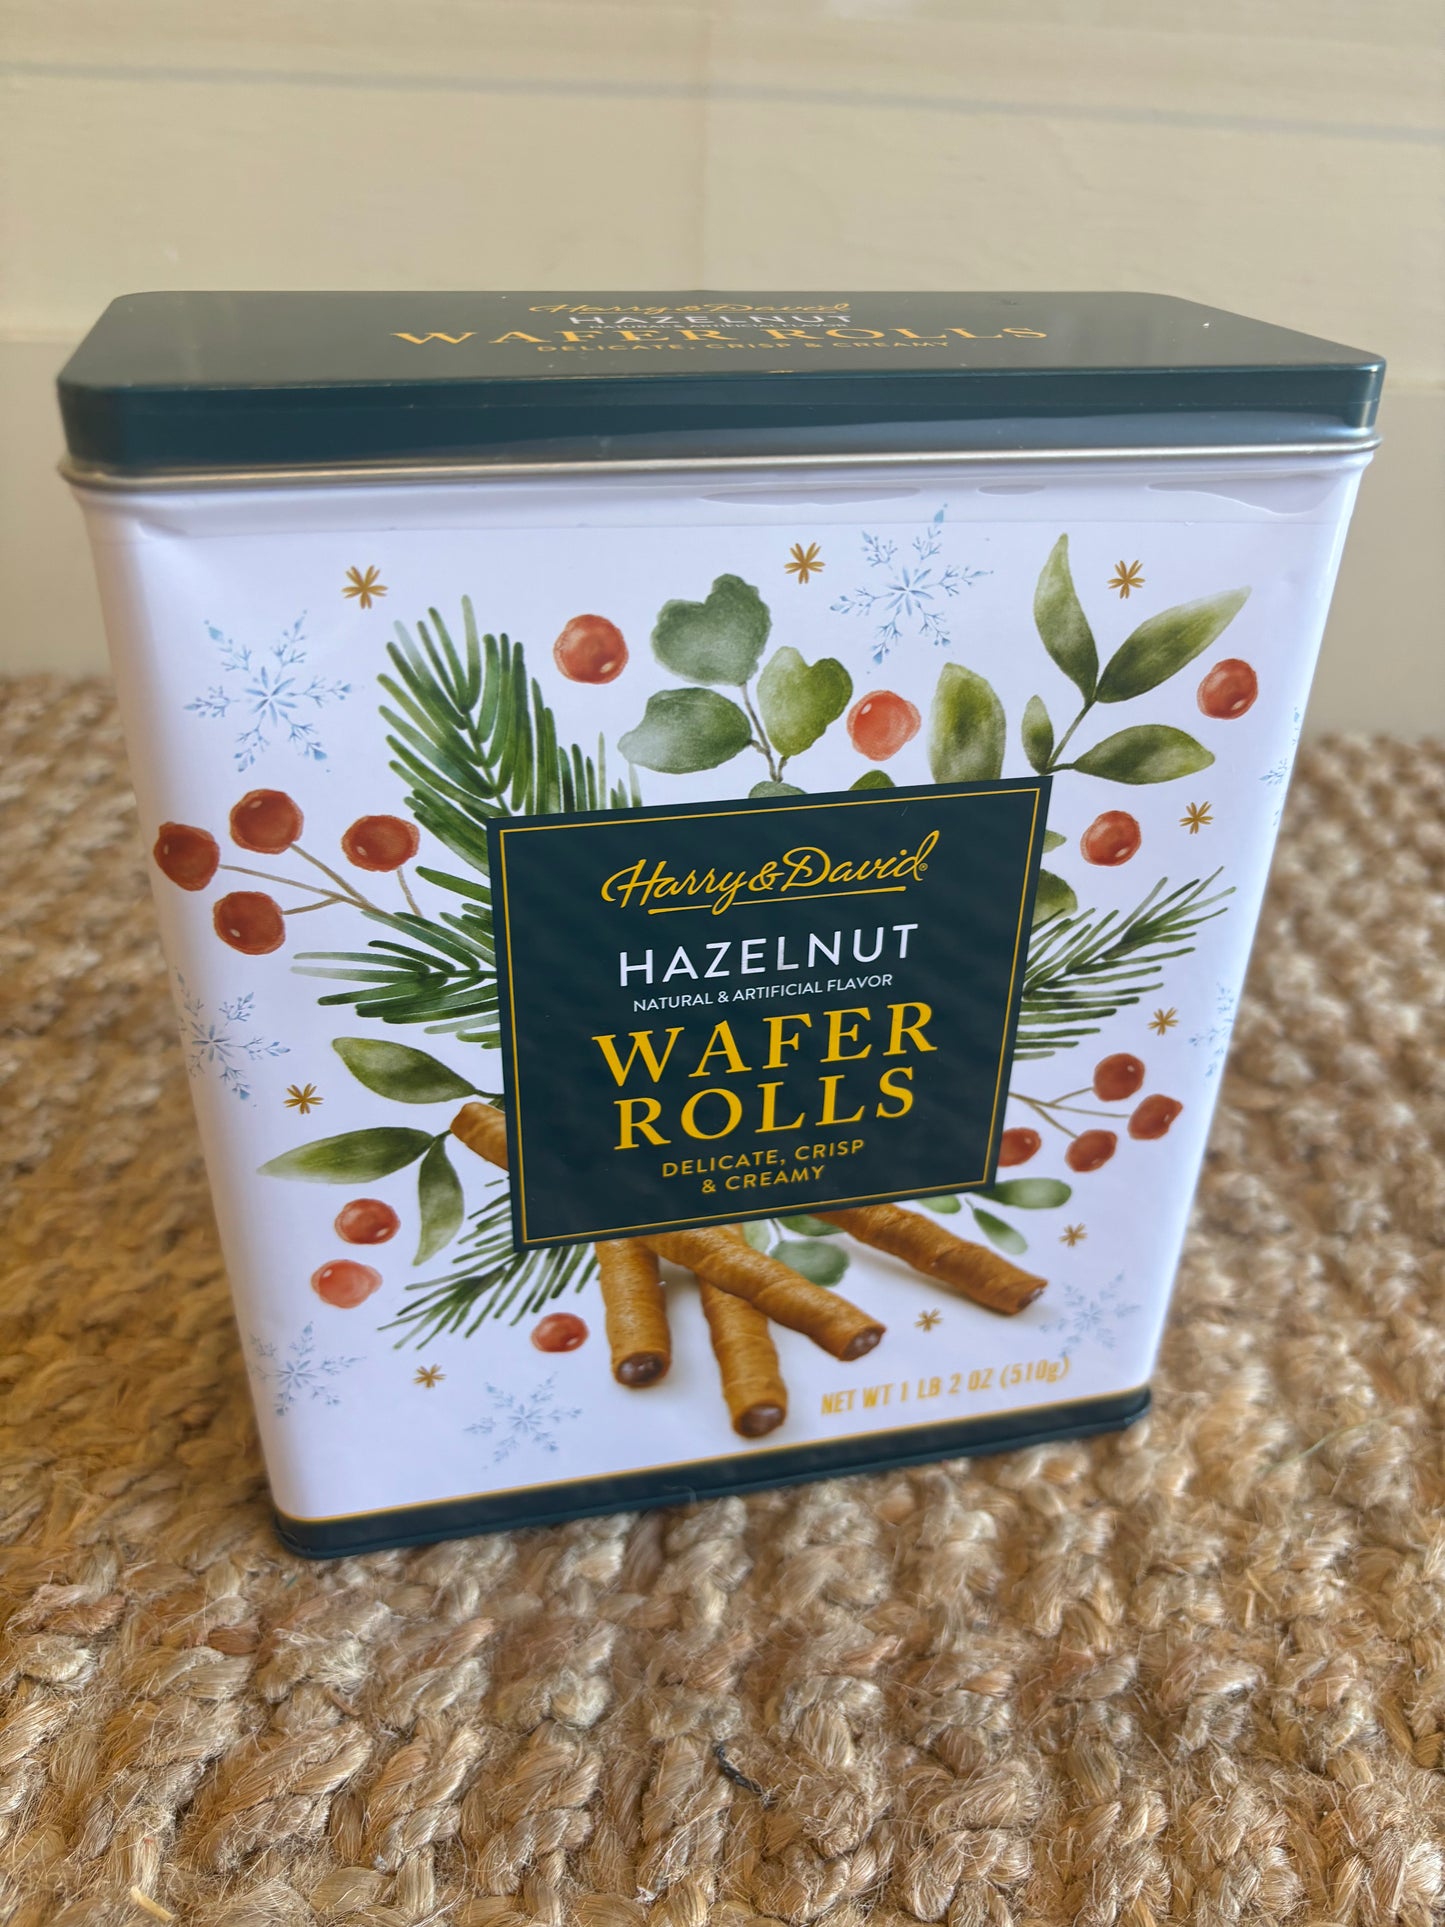 Harry & David
HAZELNUT
NATURAL & ARTIFICIAL FLAVOR
WAFER ROLLS
DELICATE, CRISP & CREAMY
Harry & David®
HAZELNUT
NATURAL & ARTIFICIAL FLAVOR
WAFER
ROLLS
DELICATE, CRISP
& CREAMY
NET WT 1 LB 2 OZ (510g)